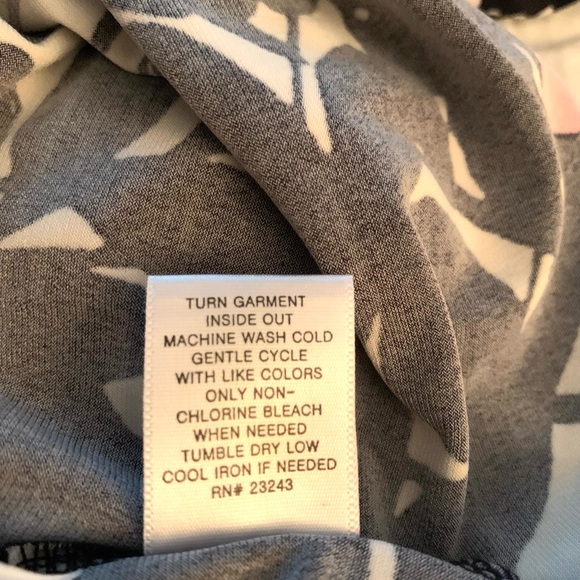 TURN GARMENT
INSIDE OUT
MACHINE WASH COLD
GENTLE CYCLE
WITH LIKE COLORS
ONLY NON-
CHLORINE BLEACH
WHEN NEEDED
TUMBLE DRY LOW
COOL IRON IF NEEDED
RN# 23243